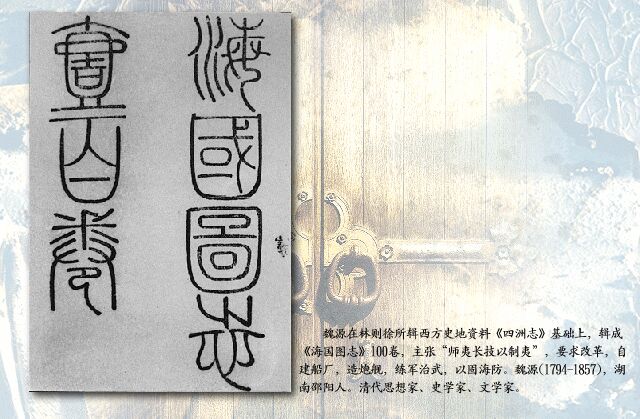 海國圖志
壹百卷
魏源在林则徐所辑西方史地资料《四洲志》基础上，辑成
《海国图志》100卷，主张“师夷长技以制夷”，要求改革，自
建船厂，造炮舰，练军治武，以固海防。魏源(1794-1857)，湖
南邵阳人。清代思想家、史学家、文学家。